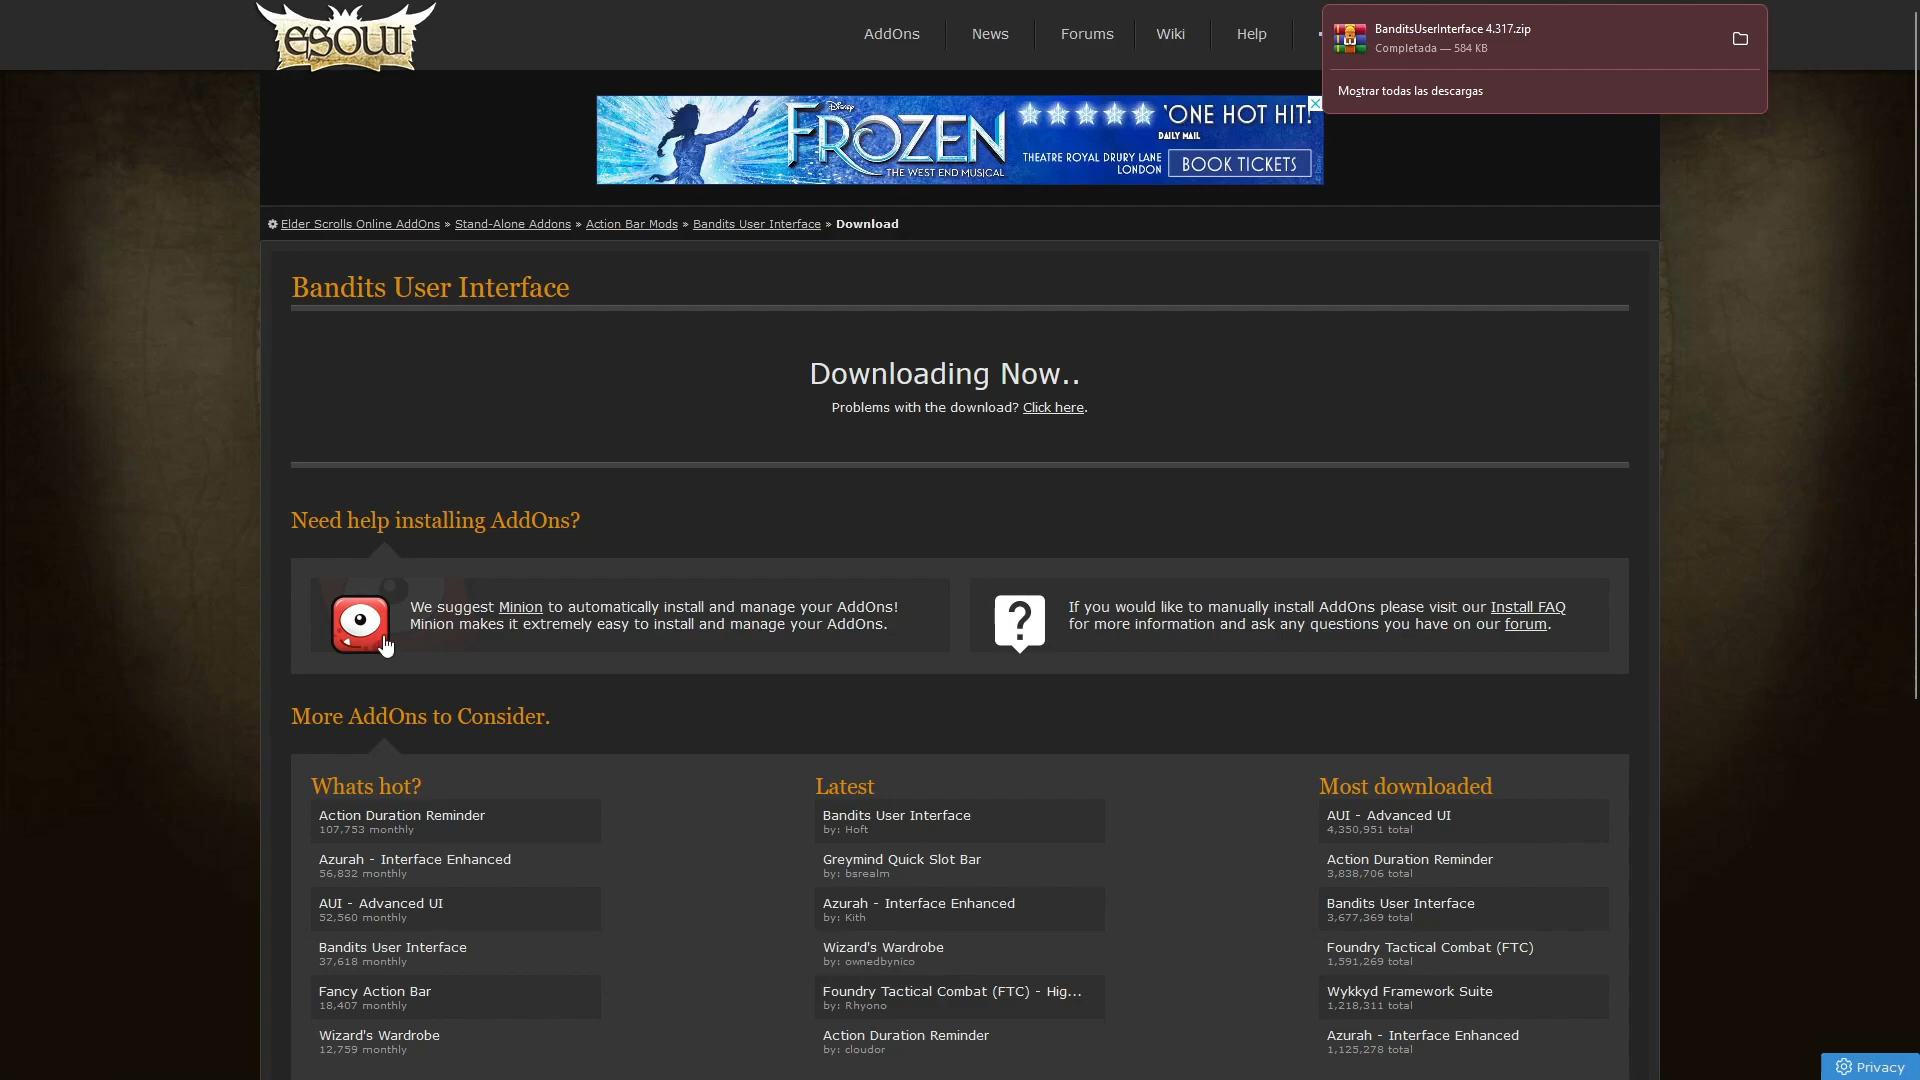 ESOUI
AddOns
News
Forums
Wiki
Help
BanditsUserInterface 4.317.zip
Completada — 584 KB
Mostrar todas las descargas
Disney
FROZEN
THE WEST END MUSICAL
'ONE HOT HIT!'
DAILY MAIL
THEATRE ROYAL DRURY LANE
LONDON
BOOK TICKETS
Elder Scrolls Online AddOns » Stand-Alone Addons » Action Bar Mods » Bandits User Interface » Download
Bandits User Interface
Downloading Now..
Problems with the download? Click here.
Need help installing AddOns?
We suggest Minion to automatically install and manage your AddOns!
Minion makes it extremely easy to install and manage your AddOns.
?
If you would like to manually install AddOns please visit our Install FAQ
for more information and ask any questions you have on our forum.
More AddOns to Consider.
Whats hot?
Action Duration Reminder
107,753 monthly
Azurah - Interface Enhanced
56,832 monthly
AUI - Advanced UI
52,560 monthly
Bandits User Interface
37,618 monthly
Fancy Action Bar
18,407 monthly
Wizard's Wardrobe
12,759 monthly
Latest
Bandits User Interface
by: Hoft
Greymind Quick Slot Bar
by: bsrealm
Azurah - Interface Enhanced
by: Kith
Wizard's Wardrobe
by: ownedbynico
Foundry Tactical Combat (FTC) - Hig...
by: Rhyono
Action Duration Reminder
by: cloudor
Most downloaded
AUI - Advanced UI
4,350,951 total
Action Duration Reminder
3,838,706 total
Bandits User Interface
3,677,369 total
Foundry Tactical Combat (FTC)
1,591,269 total
Wykkyd Framework Suite
1,218,311 total
Azurah - Interface Enhanced
1,125,278 total
Privacy